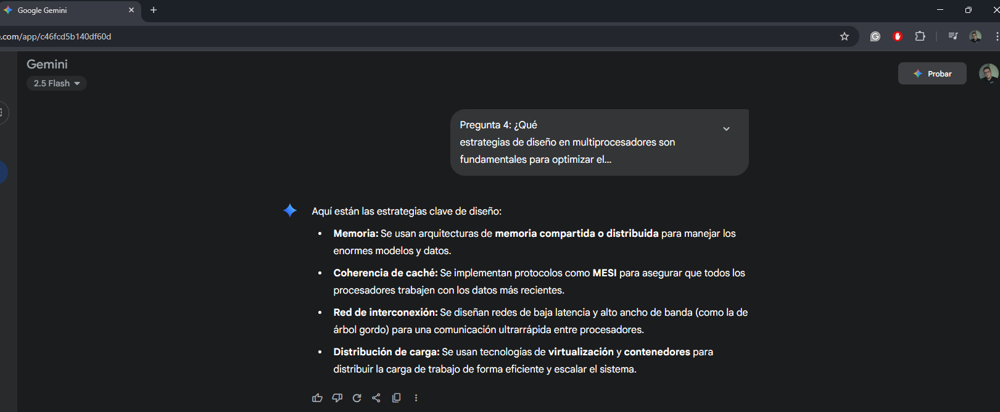 Google Gemini
.com/app/c46fcd5b140df60d
Gemini
2.5 Flash
Probar
Pregunta 4: ¿Qué
estrategias de diseño en multiprocesadores son
fundamentales para optimizar el...
Aquí están las estrategias clave de diseño:
• Memoria: Se usan arquitecturas de memoria compartida o distribuida para manejar los
enormes modelos y datos.
• Coherencia de caché: Se implementan protocolos como MESI para asegurar que todos los
procesadores trabajen con los datos más recientes.
• Red de interconexión: Se diseñan redes de baja latencia y alto ancho de banda (como la de
árbol gordo) para una comunicación ultrarrápida entre procesadores.
• Distribución de carga: Se usan tecnologías de virtualización y contenedores para
distribuir la carga de trabajo de forma eficiente y escalar el sistema.